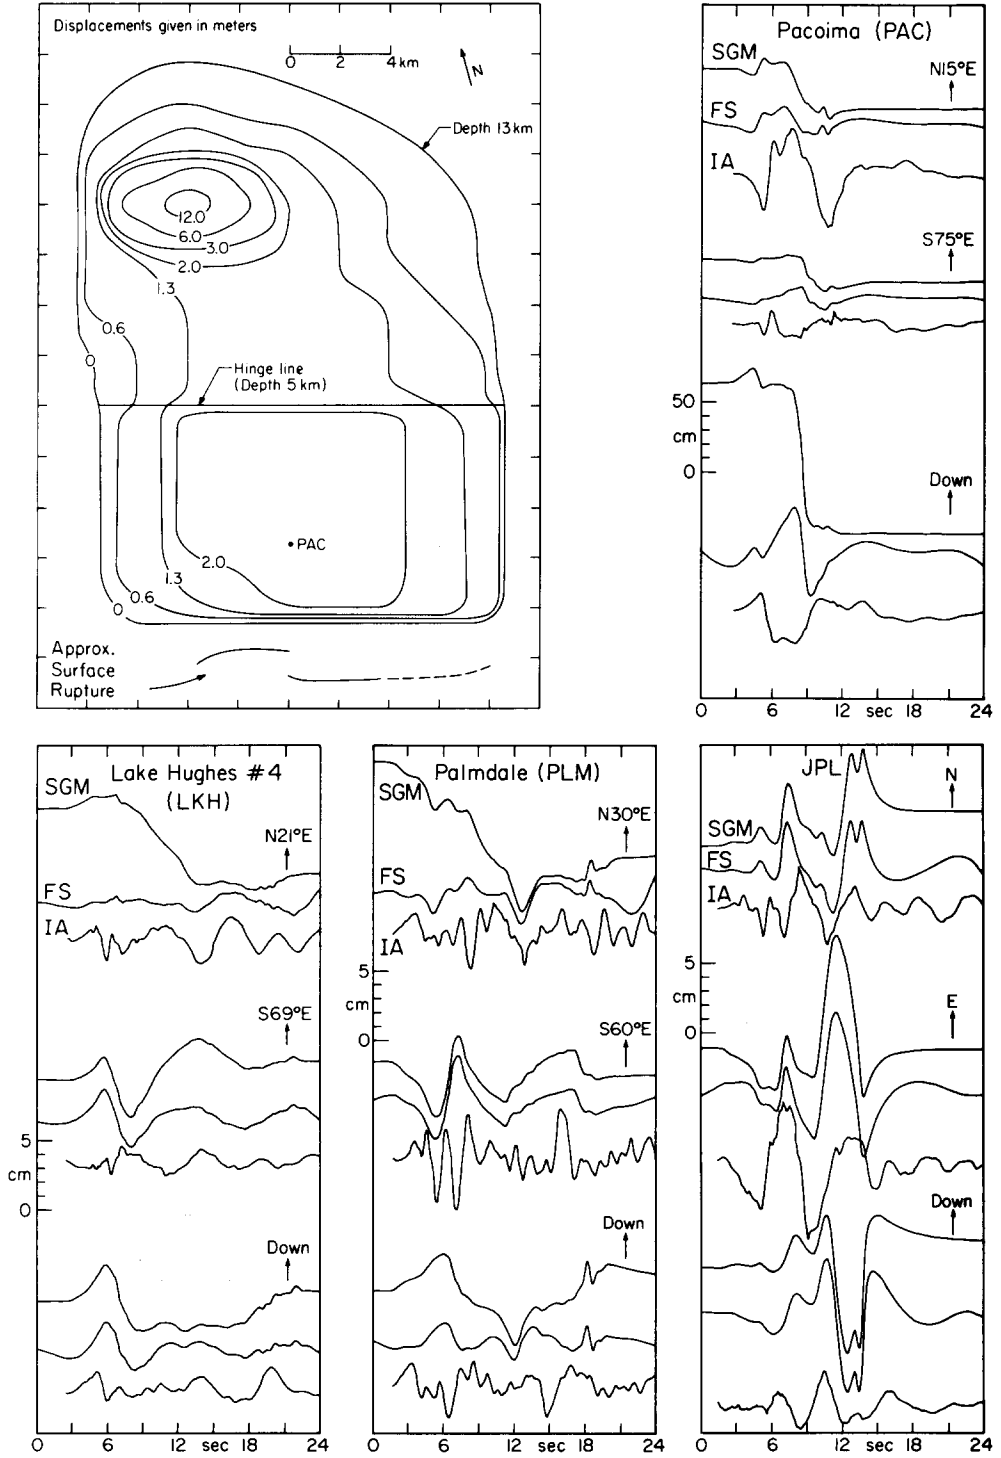 Displacements given in meters
0 2 4 km
N
Depth 13 km
12.0
6.0
3.0
2.0
1.3
0.6
0
Hinge line
(Depth 5 km)
PAC
2.0
1.3
0.6
0
Approx.
Surface
Rupture
Pacoima (PAC)
SGM
N15°E
FS
IA
S75°E
50
cm
0
Down
0 6 12 sec 18 24
Lake Hughes #4
(LKH)
SGM
N21°E
FS
IA
S69°E
5
cm
0
Down
0 6 12 sec 18 24
Palmdale (PLM)
SGM
N30°E
FS
IA
5
cm
0
S60°E
Down
0 6 12 sec 18 24
JPL
N
SGM
FS
IA
5
cm
0
E
Down
0 6 12 sec 18 24